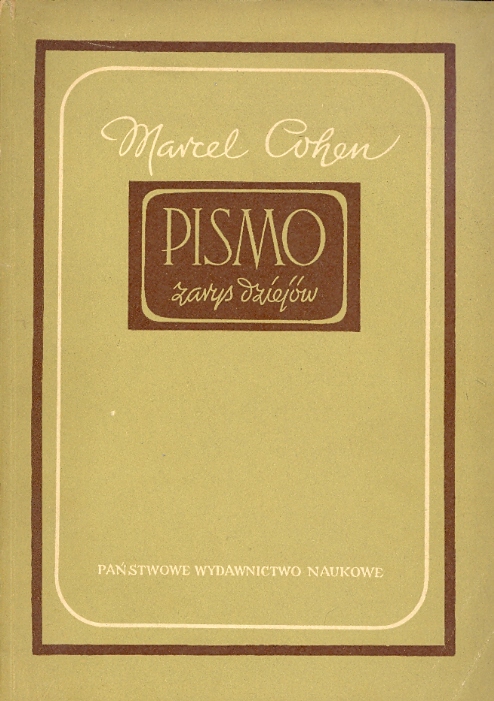 Marcel Cohen
PISMO
zarys dziejów
PAŃSTWOWE WYDAWNICTWO NAUKOWE